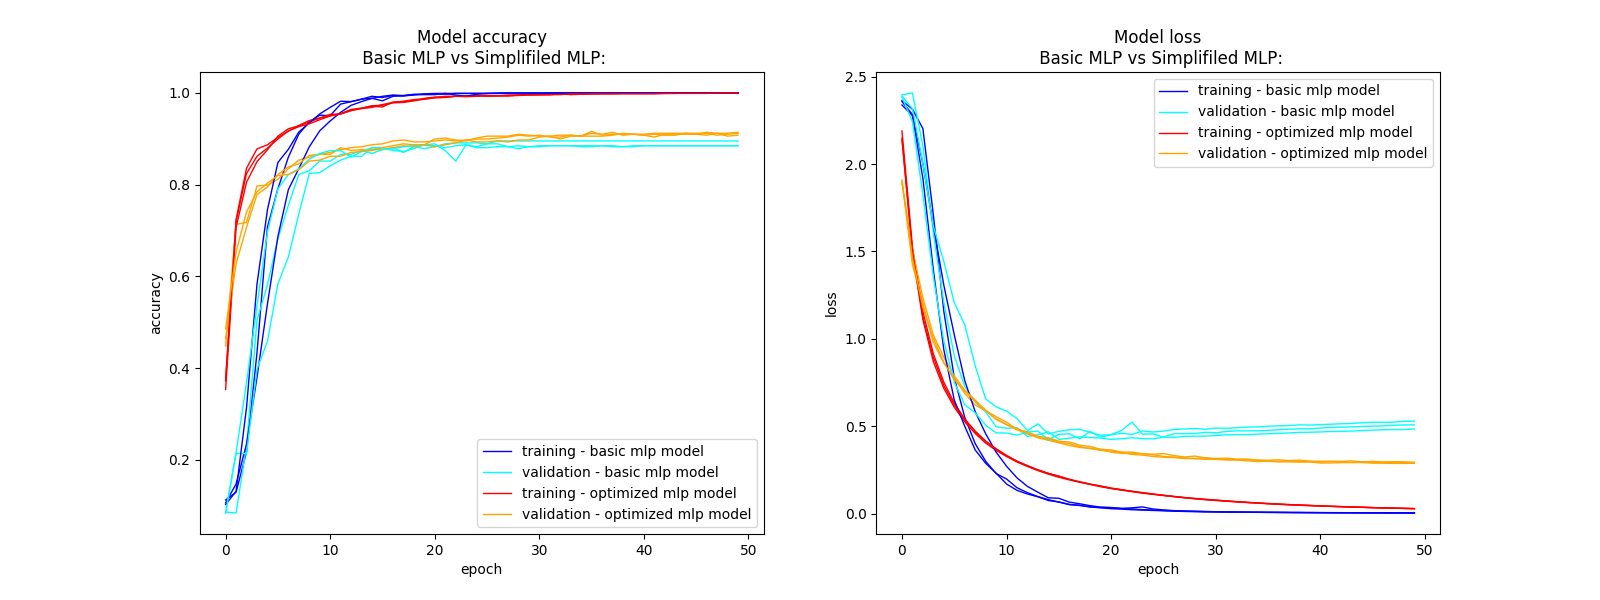 Model accuracy
Basic MLP vs Simplifiled MLP:
1.0
0.8
0.6
0.4
0.2
accuracy
training - basic mlp model
validation - basic mlp model
training - optimized mlp model
validation - optimized mlp model
0 10 20 30 40 50
epoch
Model loss
Basic MLP vs Simplifiled MLP:
2.5
2.0
1.5
1.0
0.5
0.0
loss
training - basic mlp model
validation - basic mlp model
training - optimized mlp model
validation - optimized mlp model
0 10 20 30 40 50
epoch